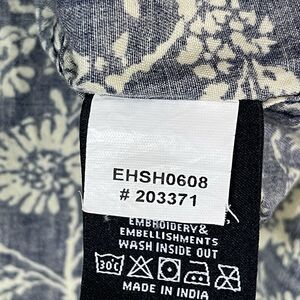 EHSH0608
# 203371
EMBROIDERY&
EMBELLISHMENTS
WASH INSIDE OUT
30C
MADE IN INDIA